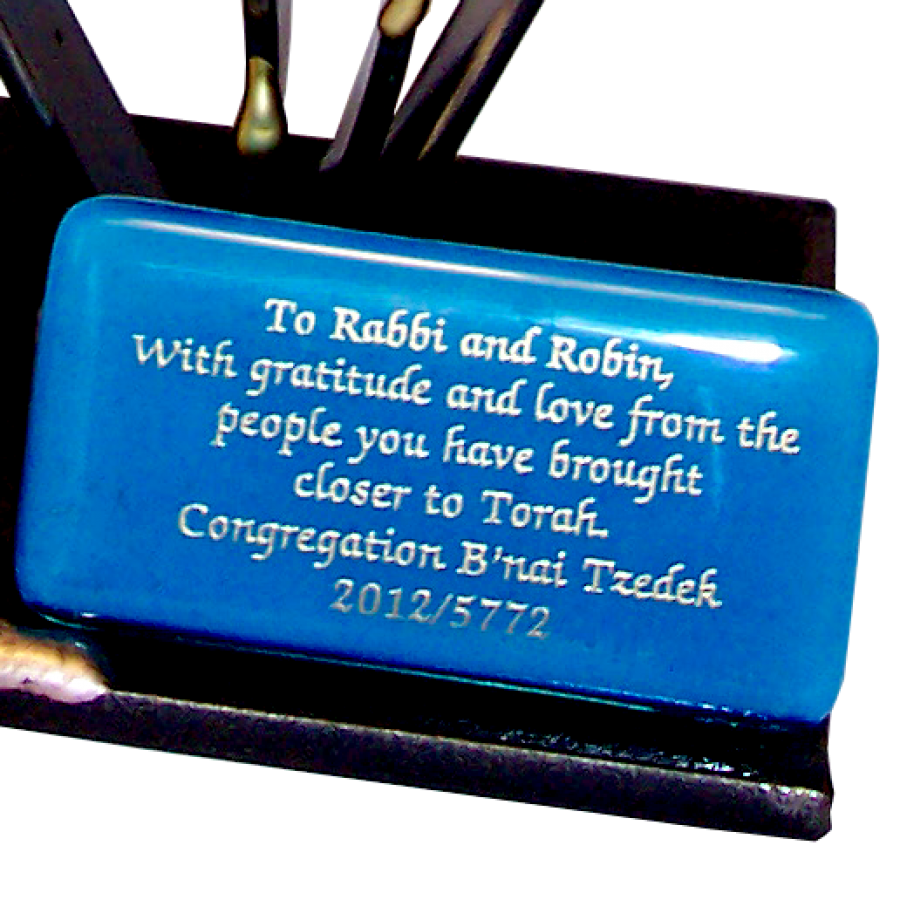 To Rabbi and Robin,
With gratitude and love from the
people you have brought
closer to Torah.
Congregation B'nai Tzedek
2012/5772